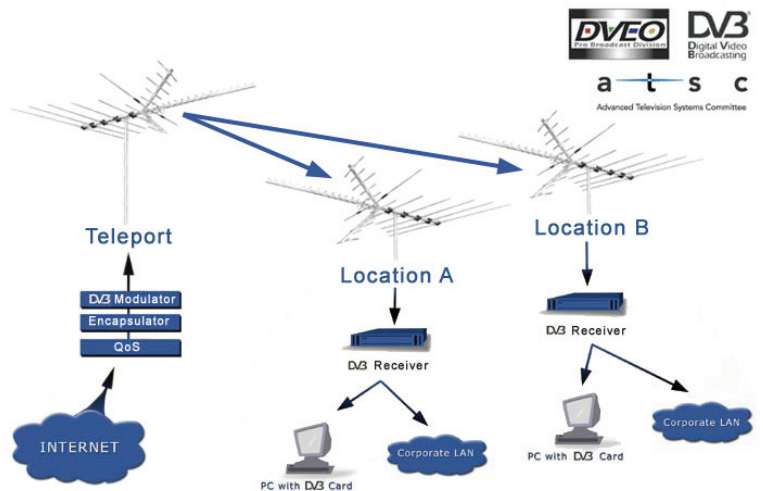 DVEO
Pro Broadcast Division
DVB
Digital Video
Broadcasting
a t s c
Advanced Television Systems Committee
Teleport
DVB Modulator
Encapsulator
QoS
INTERNET
Location A
DVB Receiver
PC with DVB Card
Corporate LAN
Location B
DVB Receiver
PC with DVB Card
Corporate LAN